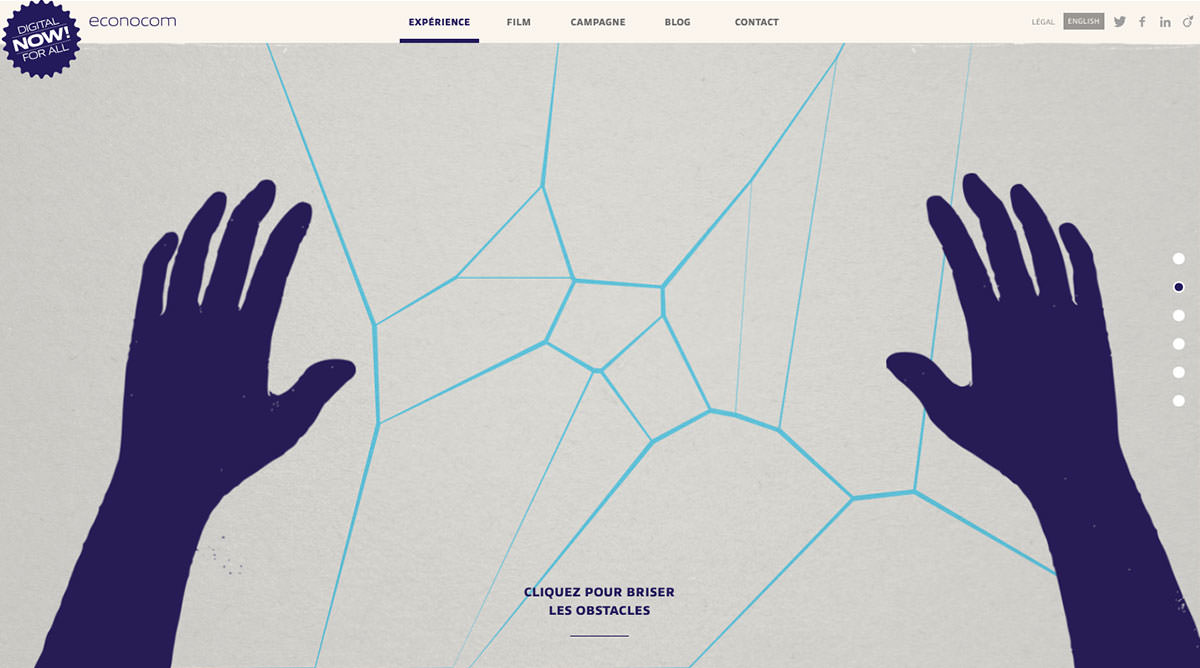 DIGITAL
NOW!
FOR ALL
econocom
EXPÉRIENCE
FILM
CAMPAGNE
BLOG
CONTACT
LÉGAL
ENGLISH
CLIQUEZ POUR BRISER
LES OBSTACLES